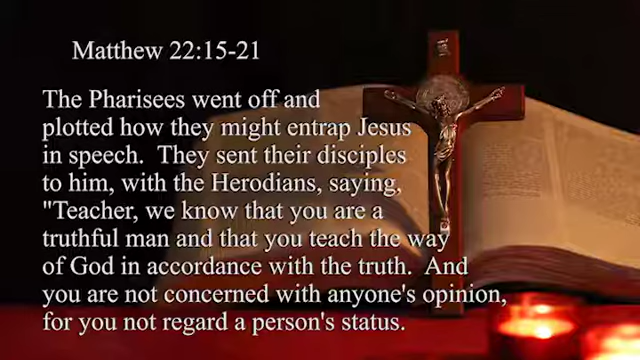 Matthew 22:15-21
The Pharisees went off and
plotted how they might entrap Jesus
in speech.  They sent their disciples
to him, with the Herodians, saying,
"Teacher, we know that you are a
truthful man and that you teach the way
of God in accordance with the truth.  And
you are not concerned with anyone's opinion,
for you not regard a person's status.